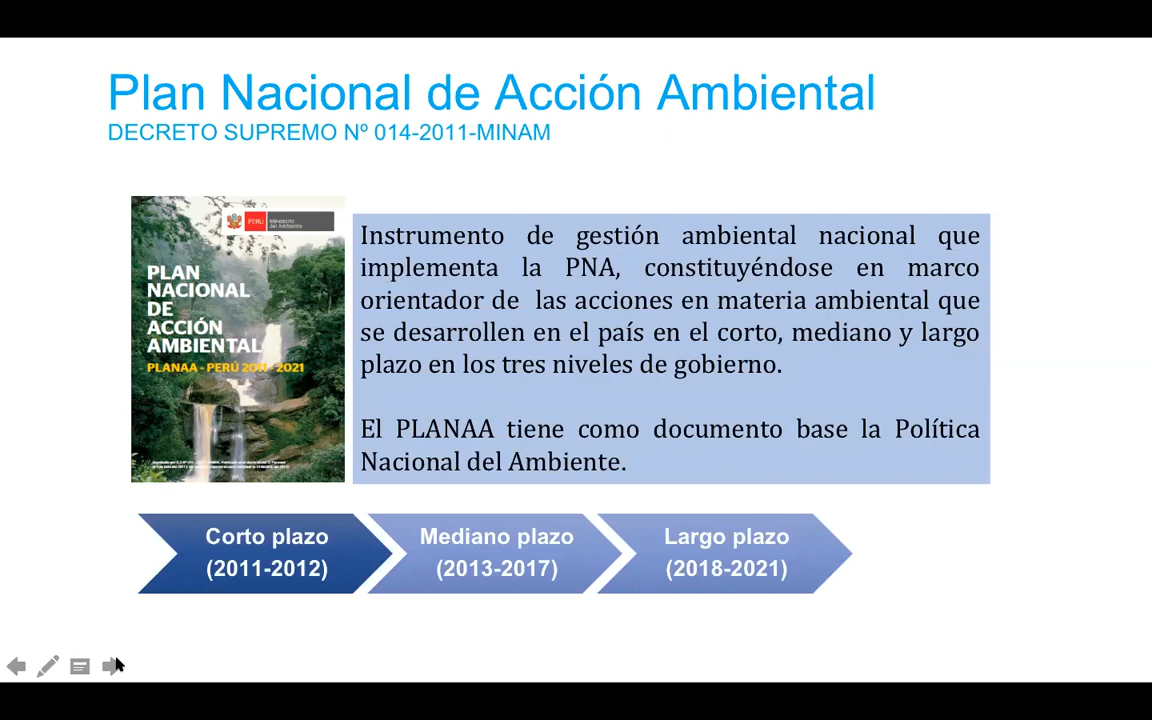 Plan Nacional de Acción Ambiental
DECRETO SUPREMO Nº 014-2011-MINAM
PERÚ
Ministerio
del Ambiente
PLAN
NACIONAL
DE
ACCIÓN
AMBIENTAL
PLANAA - PERÚ 2011 - 2021
Instrumento de gestión ambiental nacional que
implementa la PNA, constituyéndose en marco
orientador de las acciones en materia ambiental que
se desarrollen en el país en el corto, mediano y largo
plazo en los tres niveles de gobierno.
El PLANAA tiene como documento base la Política
Nacional del Ambiente.
Corto plazo
(2011-2012)
Mediano plazo
(2013-2017)
Largo plazo
(2018-2021)